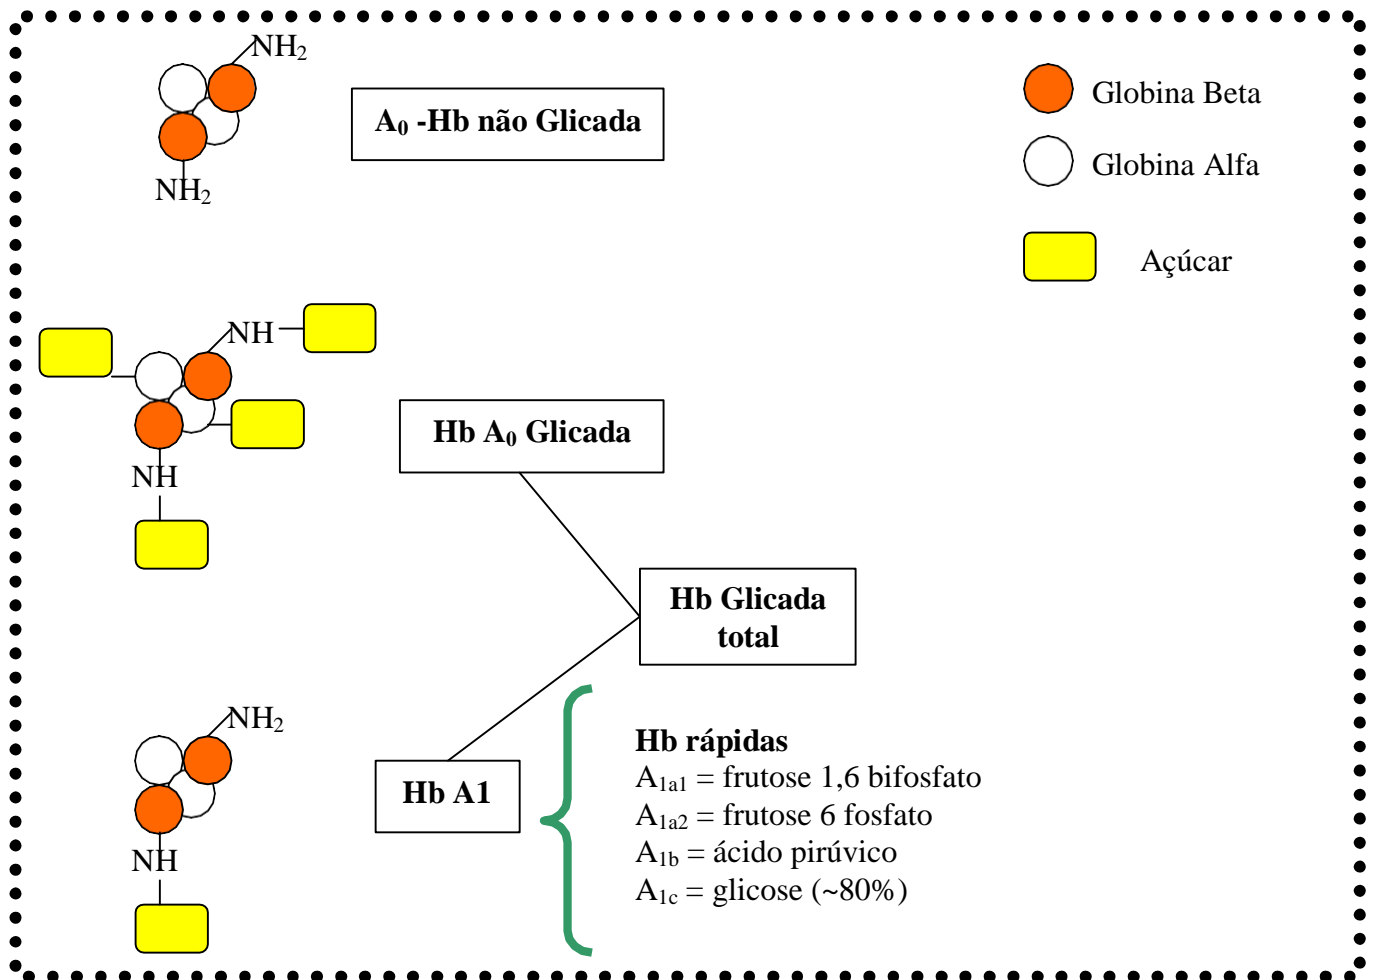 NH₂
A₀ -Hb não Glicada
NH₂
Globina Beta
Globina Alfa
Açúcar
NH
Hb A₀ Glicada
NH
Hb Glicada
total
NH₂
Hb A1
NH
Hb rápidas
A₁ₐ₁ = frutose 1,6 bifosfato
A₁ₐ₂ = frutose 6 fosfato
A1b = ácido pirúvico
A1c = glicose (~80%)